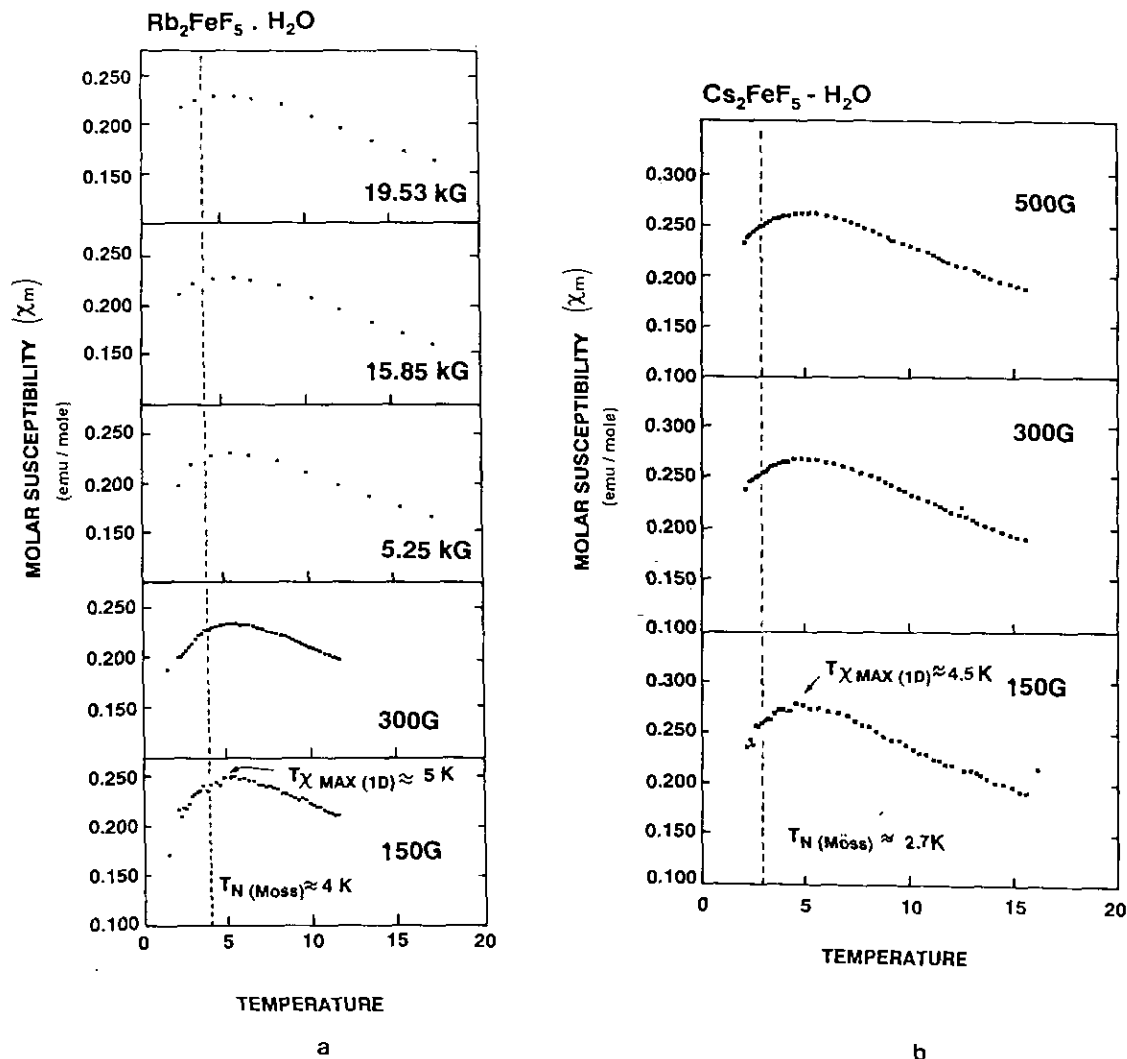 Rb₂FeF₅ . H₂O
MOLAR SUSCEPTIBILITY (χm)
(emu / mole)
0.250
0.200
0.150
19.53 kG
0.250
0.200
0.150
15.85 kG
0.250
0.200
0.150
5.25 kG
0.250
0.200
0.150
300G
0.250
0.200
0.150
0.100
Tχ MAX (1D) ≈ 5 K
150G
TN (Moss) ≈ 4 K
0 5 10 15 20
TEMPERATURE
a
Cs₂FeF₅ - H₂O
MOLAR SUSCEPTIBILITY (χm)
(emu / mole)
0.300
0.250
0.200
0.150
0.100
500G
0.300
0.250
0.200
0.150
0.100
300G
0.300
0.250
0.200
0.150
0.100
Tχ MAX (1D) ≈ 4.5 K
150G
TN (Möss) ≈ 2.7K
0 5 10 15 20
TEMPERATURE
b